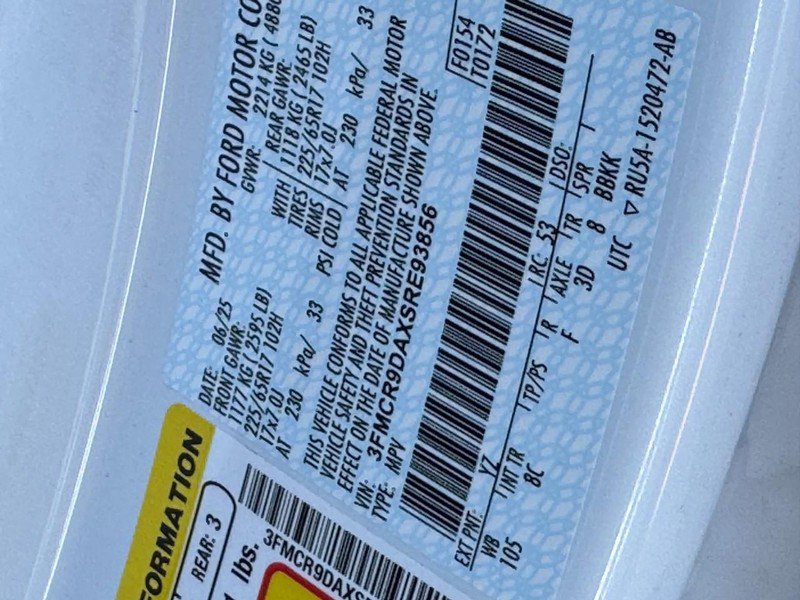 MFD. BY FORD MOTOR CO
DATE: 06/25
GVWR: 2214 KG ( 4880
FRONT GAWR:
1177 KG ( 2595 LB)
225/65R17 102H
17x7.0J
AT 230 kPa/ 33
WITH
TIRES
RIMS
PSI COLD
REAR GAWR:
1118 KG ( 2465 LB)
225/65R17 102H
17x7.0J
AT 230 kPa/ 33
THIS VEHICLE CONFORMS TO ALL APPLICABLE FEDERAL MOTOR
VEHICLE SAFETY AND THEFT PREVENTION STANDARDS IN
EFFECT ON THE DATE OF MANUFACTURE SHOWN ABOVE.
VIN: 3FMCR9DAXSRE93856
TYPE: MPV
F0154
T0172
EXT PNT: YZ RC: 53 DSO:
WB INT TR TP/PS R AXLE TR SPR
105 8C F 3D 8 BBKK
UTC ▽ RU5A-1520472-AB
FORMATION
REAR: 3
lbs.
3FMCR9DAXS